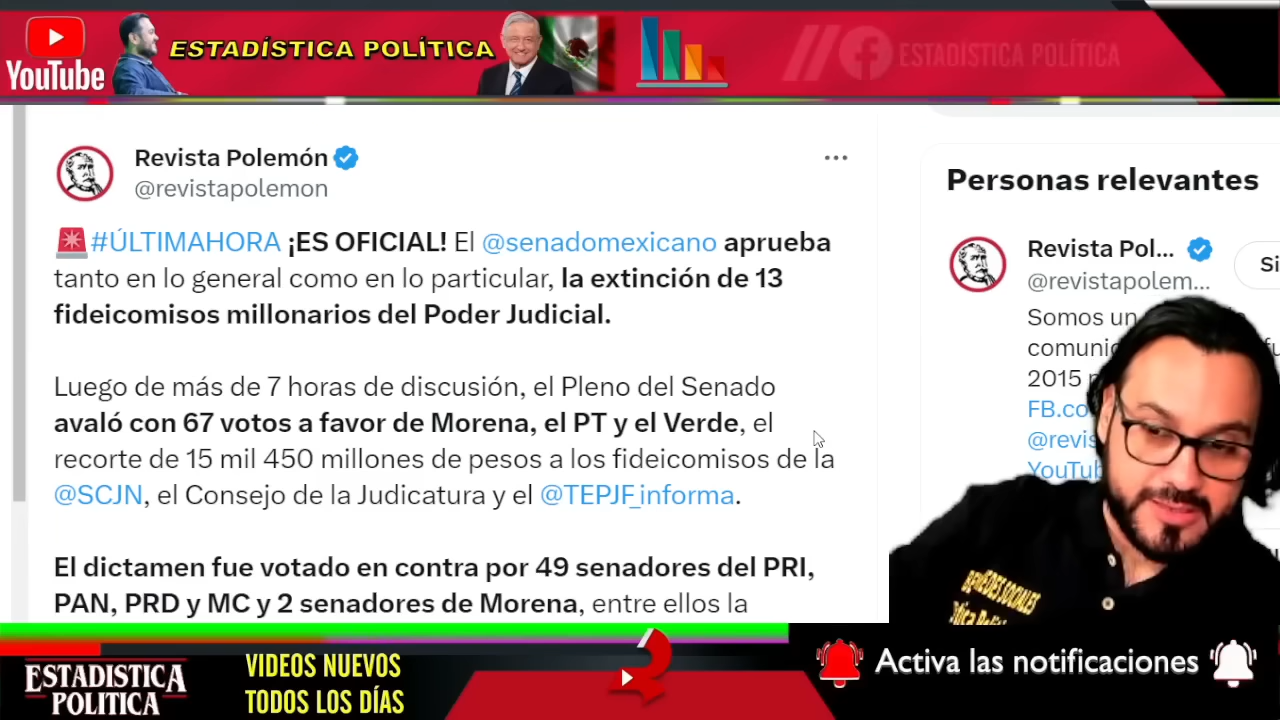 YouTube
ESTADÍSTICA POLÍTICA
ESTADÍSTICA POLÍTICA
Revista Polemón
@revistapolemon
#ÚLTIMAHORA ¡ES OFICIAL! El @senadomexicano aprueba
tanto en lo general como en lo particular, la extinción de 13
fideicomisos millonarios del Poder Judicial.
Luego de más de 7 horas de discusión, el Pleno del Senado
avaló con 67 votos a favor de Morena, el PT y el Verde, el
recorte de 15 mil 450 millones de pesos a los fideicomisos de la
@SCJN, el Consejo de la Judicatura y el @TEPJF_informa.
El dictamen fue votado en contra por 49 senadores del PRI,
PAN, PRD y MC y 2 senadores de Morena, entre ellos la
Personas relevantes
Revista Pol...
@revistapolem...
Si
Somos un
comunic
2015
FB.co
@revis
YouTub
REDES SOCIALES
ESTADÍSTICA
POLÍTICA
VIDEOS NUEVOS
TODOS LOS DÍAS
Activa las notificaciones